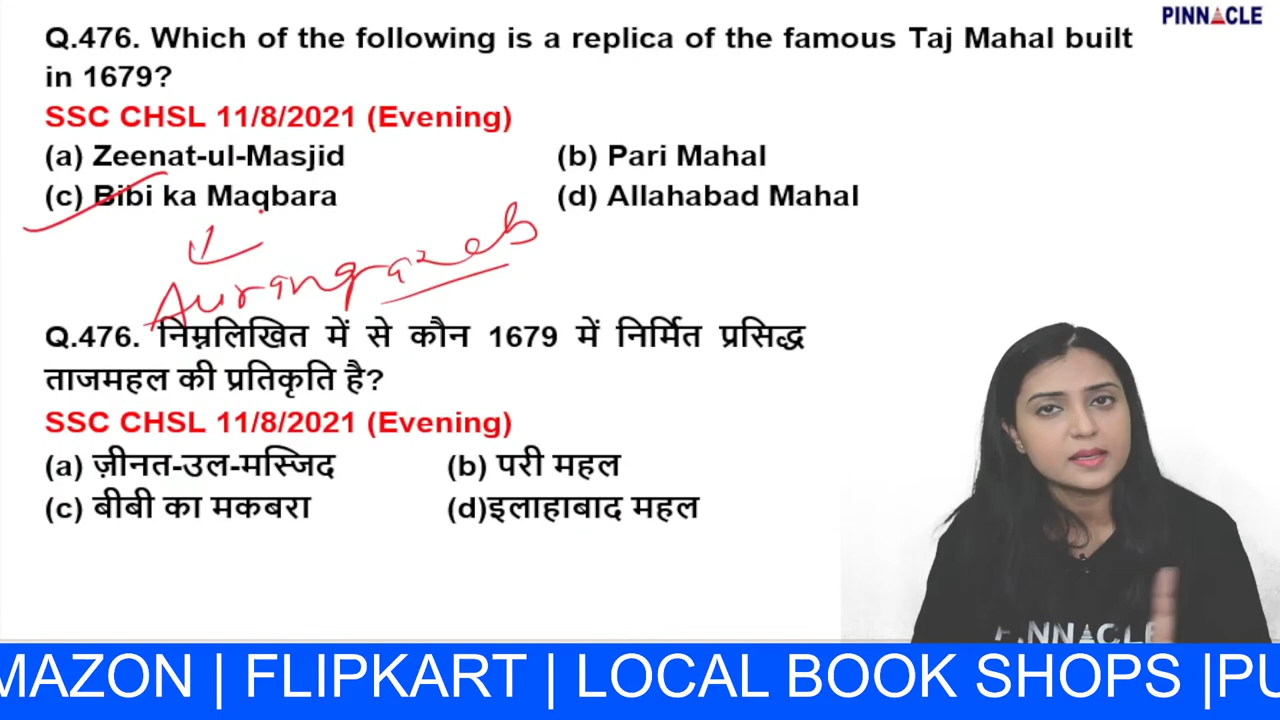 PINNACLE
Q.476. Which of the following is a replica of the famous Taj Mahal built
in 1679?
SSC CHSL 11/8/2021 (Evening)
(a) Zeenat-ul-Masjid (b) Pari Mahal
(c) Bibi ka Maqbara (d) Allahabad Mahal
Aurangazeb
Q.476. निम्नलिखित में से कौन 1679 में निर्मित प्रसिद्ध
ताजमहल की प्रतिकृति है?
SSC CHSL 11/8/2021 (Evening)
(a) ज़ीनत-उल-मस्जिद (b) परी महल
(c) बीबी का मकबरा (d)इलाहाबाद महल
PINNACLE
MAZON | FLIPKART | LOCAL BOOK SHOPS |PU